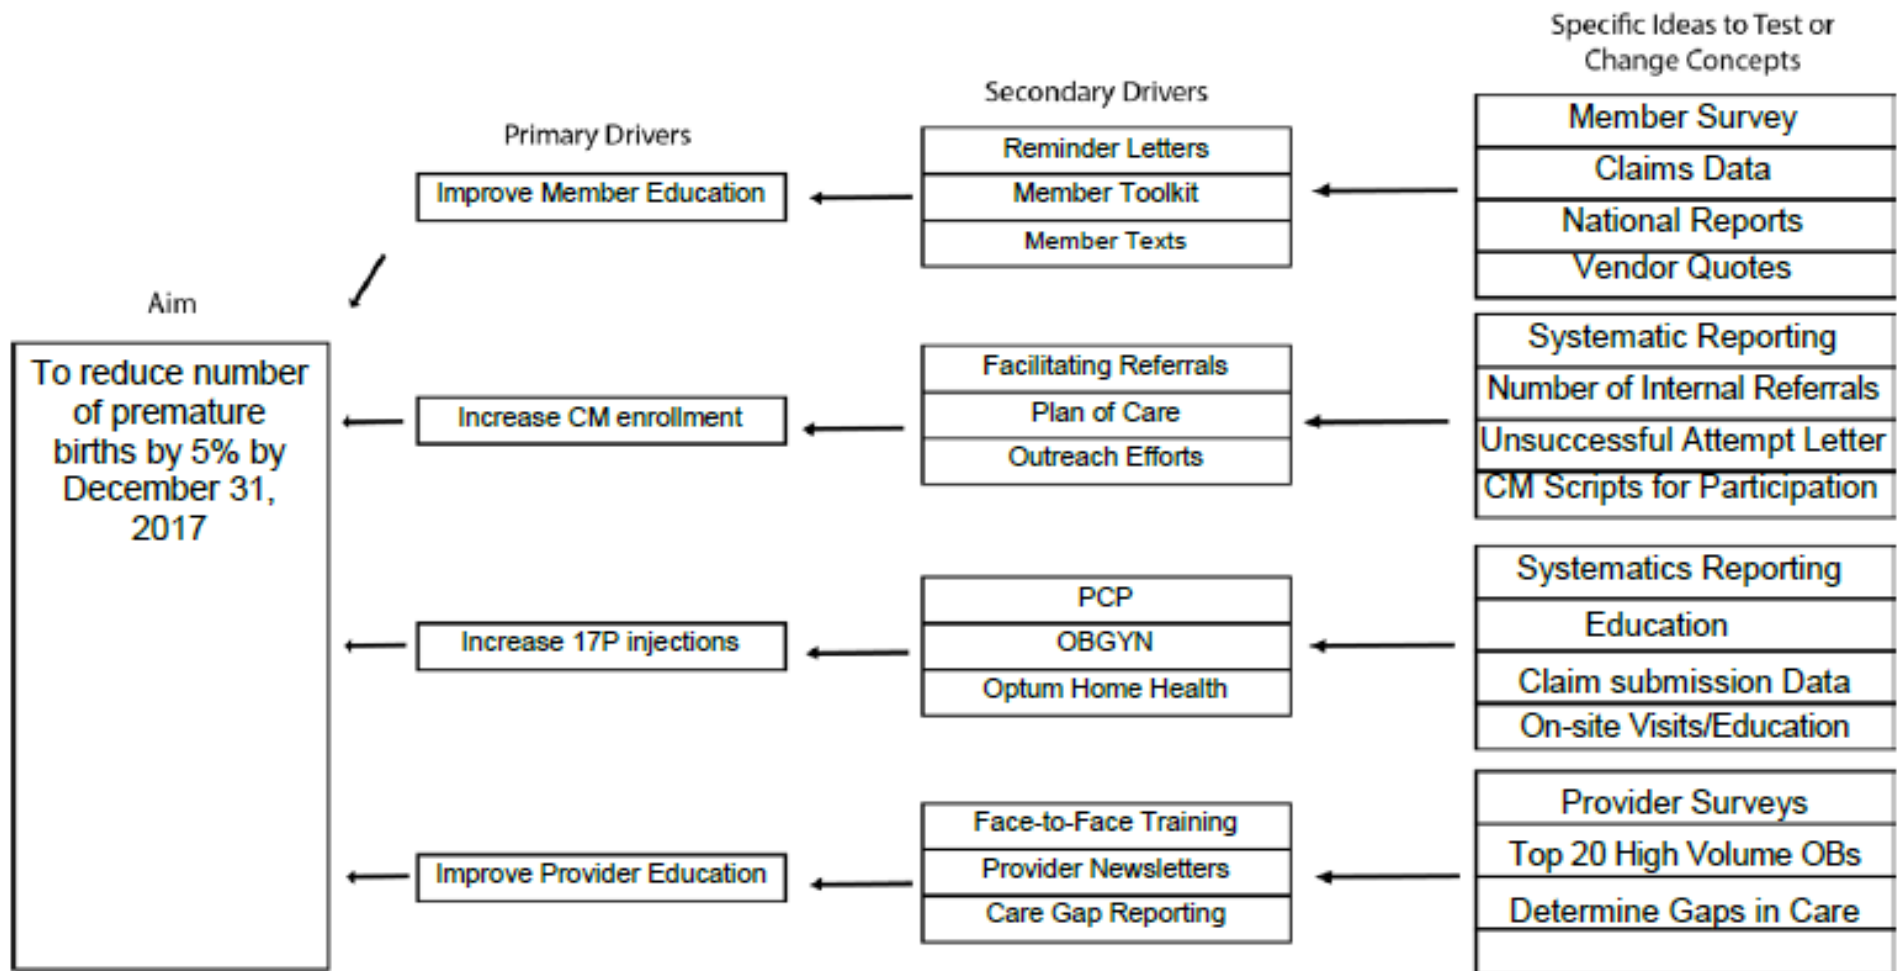 Specific Ideas to Test or
Change Concepts
Secondary Drivers
Primary Drivers
Aim
To reduce number
of premature
births by 5% by
December 31,
2017
Improve Member Education
Reminder Letters
Member Toolkit
Member Texts
Member Survey
Claims Data
National Reports
Vendor Quotes
Increase CM enrollment
Facilitating Referrals
Plan of Care
Outreach Efforts
Systematic Reporting
Number of Internal Referrals
Unsuccessful Attempt Letter
CM Scripts for Participation
Increase 17P injections
PCP
OBGYN
Optum Home Health
Systematics Reporting
Education
Claim submission Data
On-site Visits/Education
Improve Provider Education
Face-to-Face Training
Provider Newsletters
Care Gap Reporting
Provider Surveys
Top 20 High Volume OBs
Determine Gaps in Care